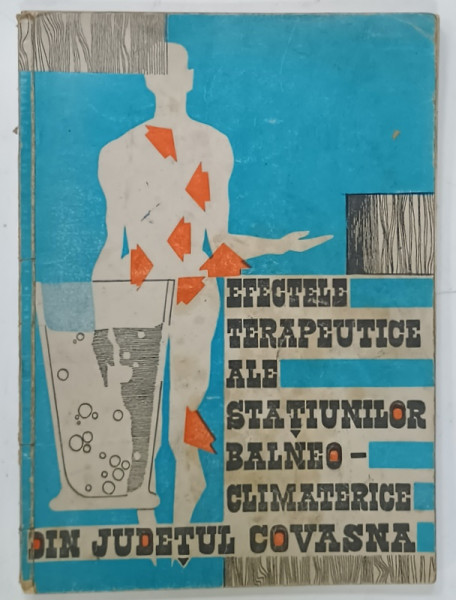 EFECTELE
TERAPEUTICE
ALE
STAȚIUNILOR
BALNEO-
CLIMATERICE
DIN JUDEȚUL COVASNA